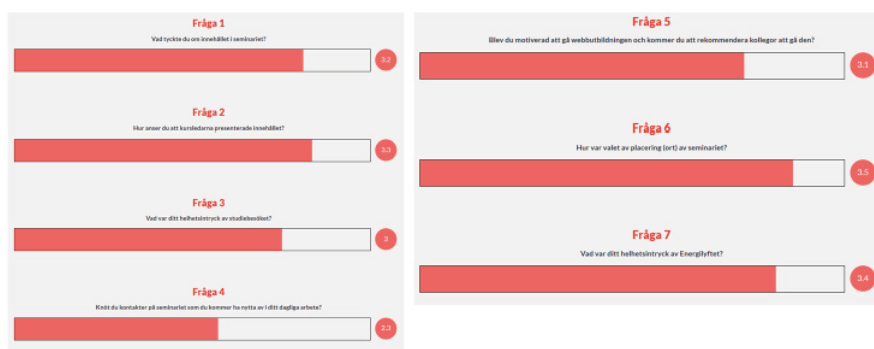 Fråga 1
Vad tyckte du om innehållet i seminariet?
3.2
Fråga 2
Hur anser du att kursledarna presenterade innehållet?
3.3
Fråga 3
Vad var ditt helhetsintryck av studiebesöket?
3
Fråga 4
Knöt du kontakter på seminariet som du kommer ha nytta av i ditt dagliga arbete?
2.3
Fråga 5
Blev du motiverad att gå webbutbildningen och kommer du att rekommendera kollegor att gå den?
3.1
Fråga 6
Hur var valet av placering (ort) av seminariet?
3.5
Fråga 7
Vad var ditt helhetsintryck av Energilyftet?
3.4